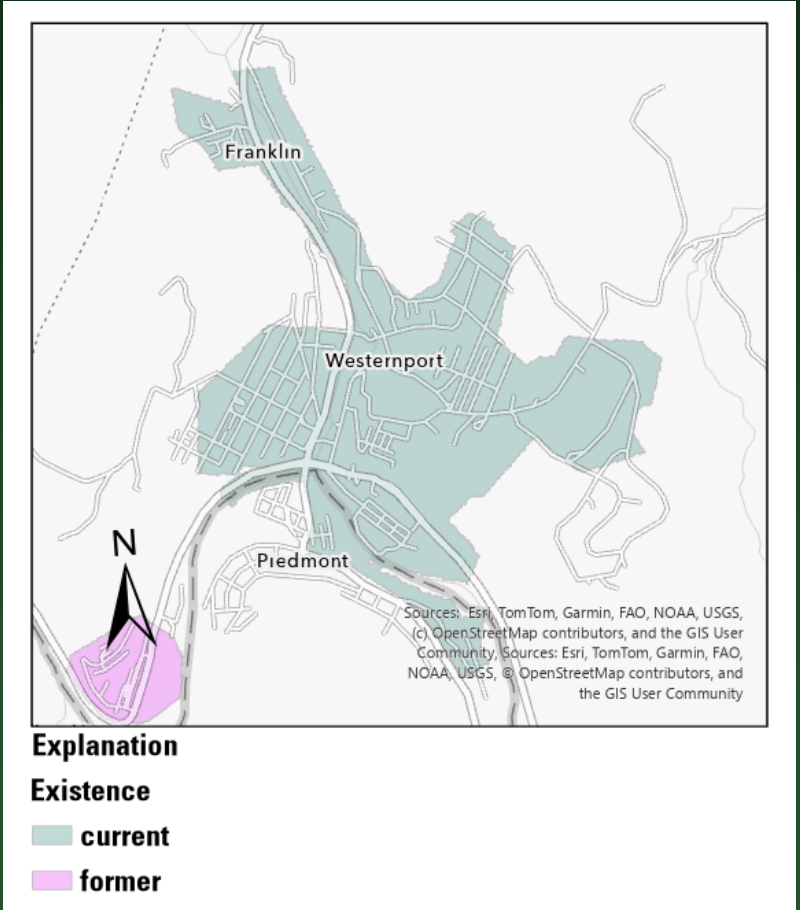 Franklin
Westernport
N
Piedmont
Sources: Esri, TomTom, Garmin, FAO, NOAA, USGS,
(c) OpenStreetMap contributors, and the GIS User
Community, Sources: Esri, TomTom, Garmin, FAO,
NOAA, USGS, © OpenStreetMap contributors, and
the GIS User Community
Explanation
Existence
current
former